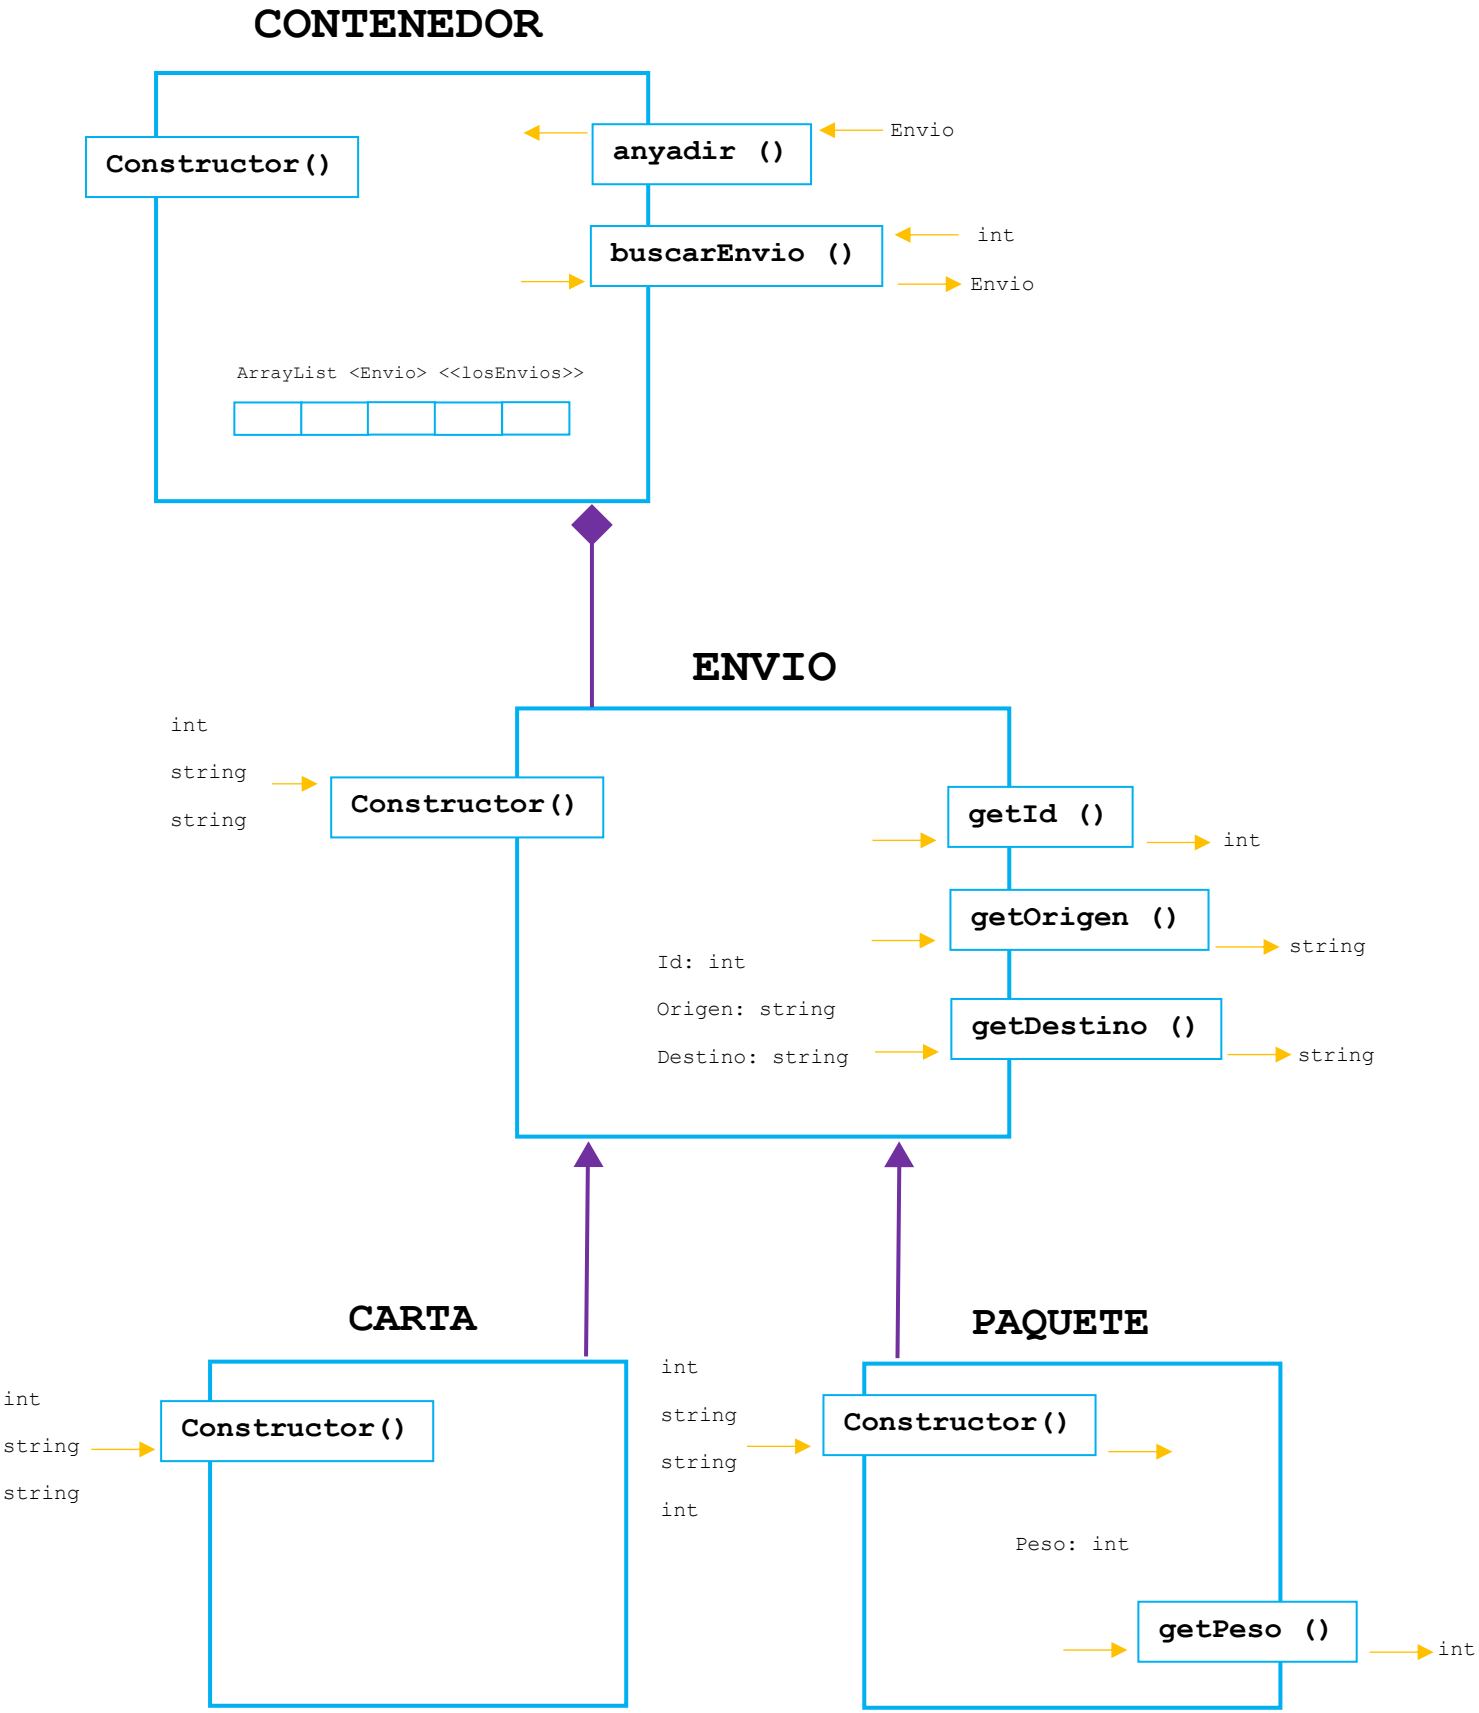 CONTENEDOR
Constructor()
anyadir ()
Envio
buscarEnvio ()
int
Envio
ArrayList <Envio> <<losEnvios>>
ENVIO
int
string
string
Constructor()
getId ()
int
getOrigen ()
string
getDestino ()
string
Id: int
Origen: string
Destino: string
CARTA
int
string
string
Constructor()
PAQUETE
int
string
string
int
Constructor()
Peso: int
getPeso ()
int